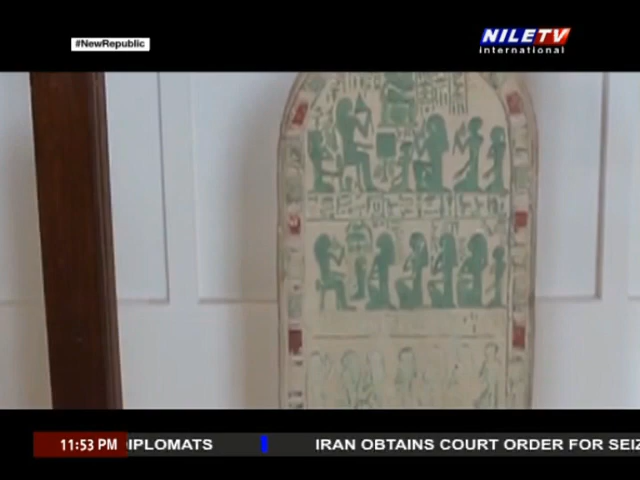 #NewRepublic
NILETV
international
11:53 PM
IPLOMATS
IRAN OBTAINS COURT ORDER FOR SEIZ